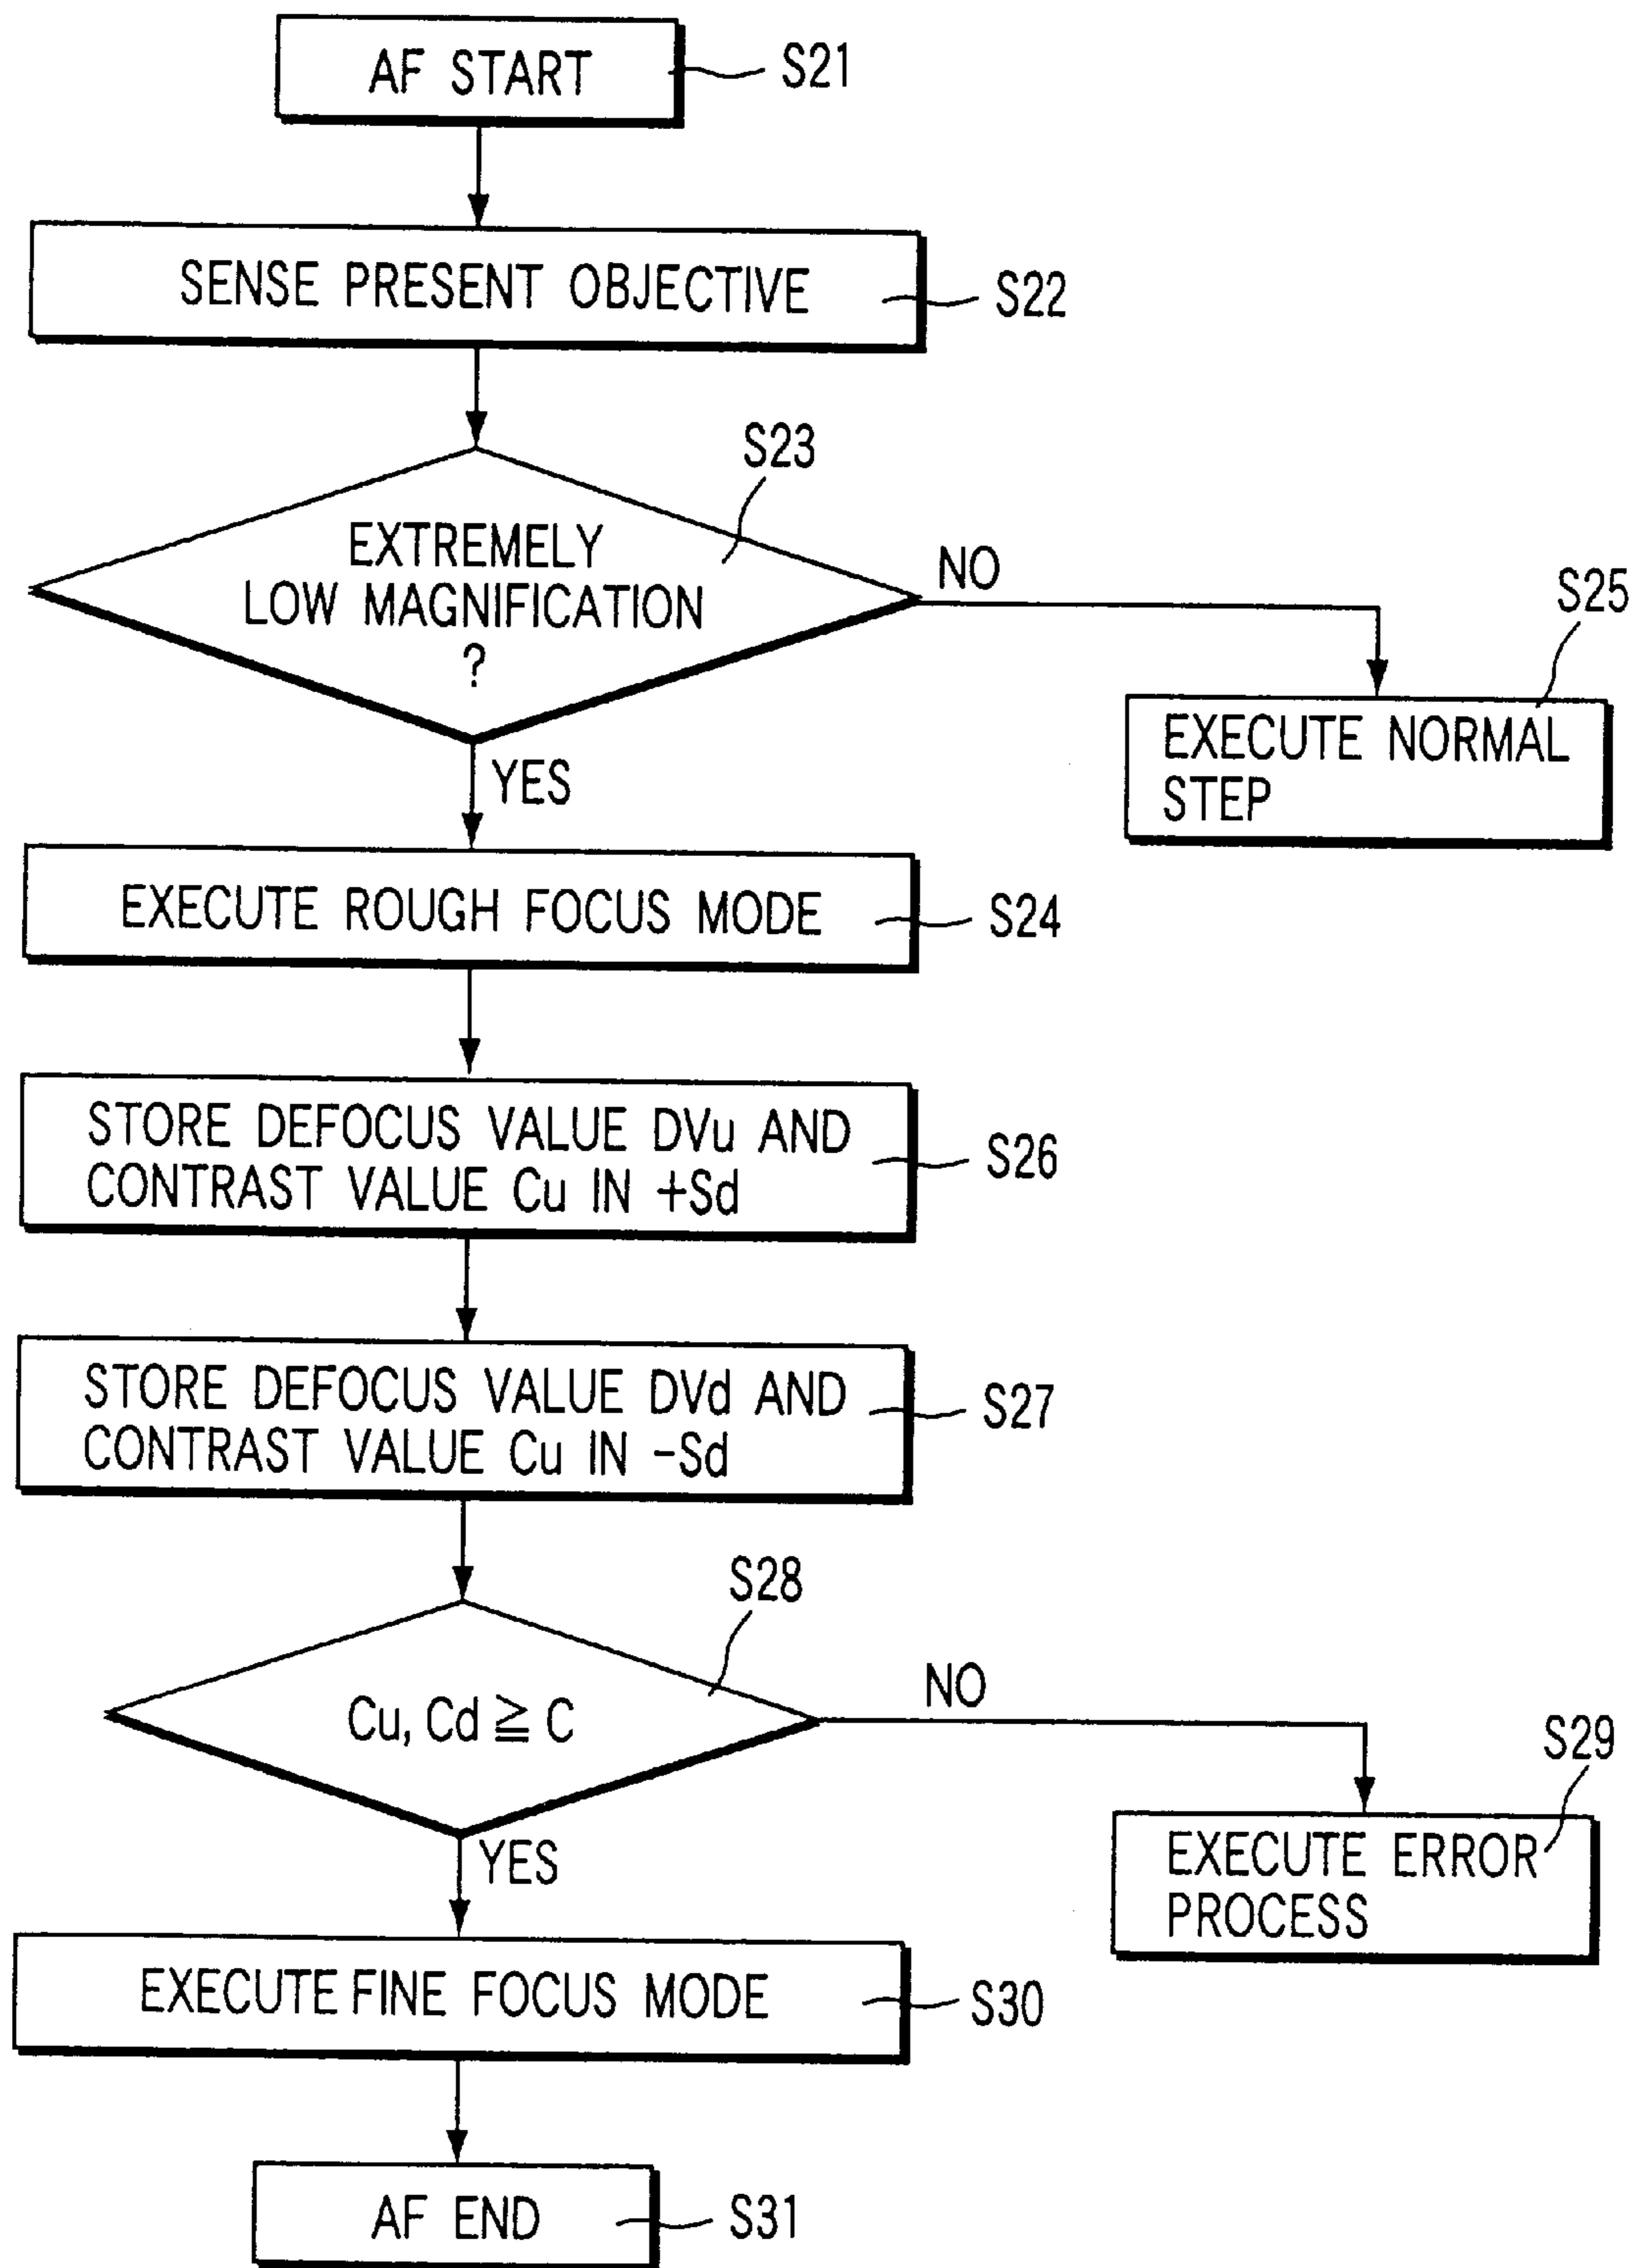 AF START
S21
SENSE PRESENT OBJECTIVE
S22
S23
EXTREMELY
LOW MAGNIFICATION
?
NO
S25
EXECUTE NORMAL
STEP
YES
EXECUTE ROUGH FOCUS MODE
S24
STORE DEFOCUS VALUE DVu AND
CONTRAST VALUE Cu IN +Sd
S26
STORE DEFOCUS VALUE DVd AND
CONTRAST VALUE Cu IN -Sd
S27
S28
Cu, Cd ≧ C
NO
S29
EXECUTE ERROR
PROCESS
YES
EXECUTE FINE FOCUS MODE
S30
AF END
S31